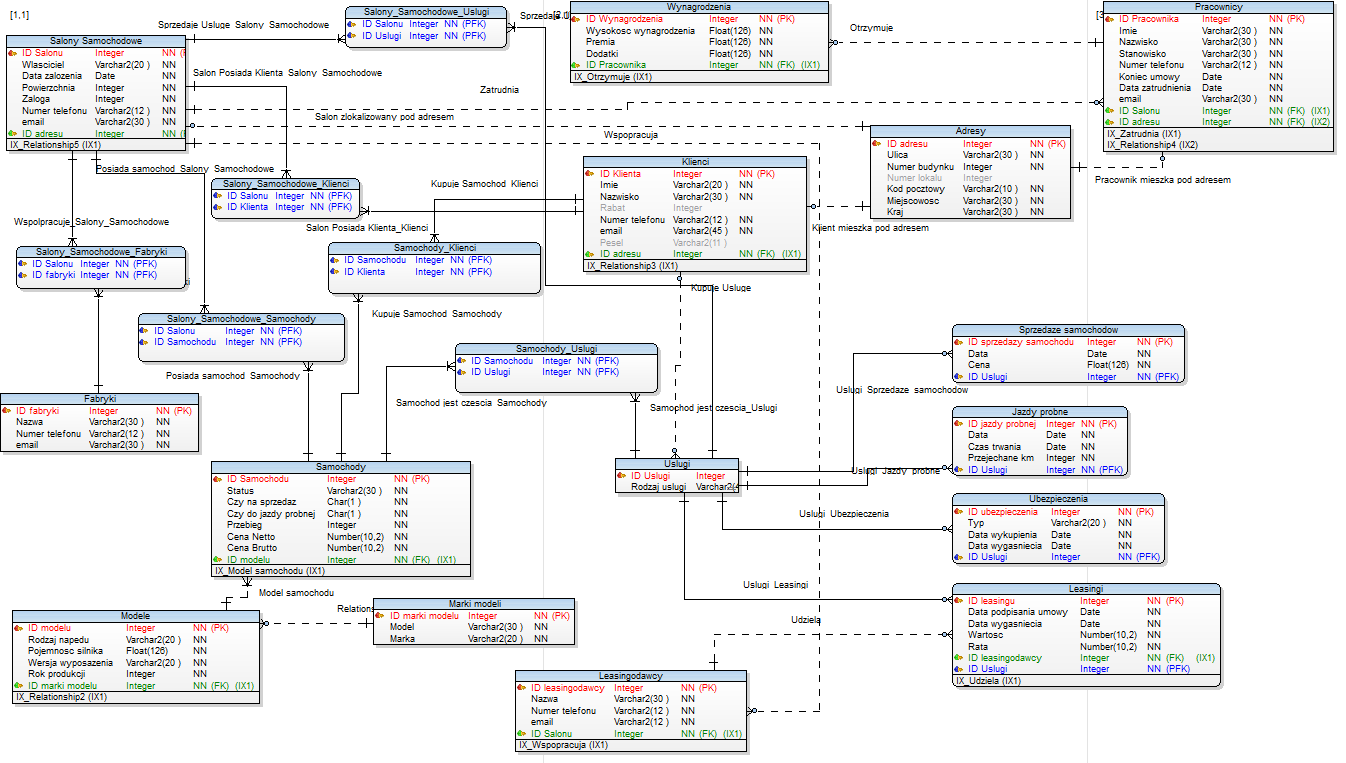 [1.1]
Sprzedaje Usluge Salony Samochodowe
Salony_Samochodowe_Uslugi
ID Salonu Integer NN (PFK)
ID Uslugi Integer NN (PFK)
Wynagrodzenia
ID Wynagrodzenia Integer NN (PK)
Wysokosc wynagrodzenia Float(126) NN
Premia Float(126) NN
Dodatki Float(126) NN
ID Pracownika Integer NN (FK) (IX1)
IX_Otrzymuje (IX1)
Otrzymuje
Pracownicy
ID Pracownika Integer NN (PK)
Imie Varchar2(30 ) NN
Nazwisko Varchar2(30 ) NN
Stanowisko Varchar2(30 ) NN
Numer telefonu Varchar2(12 ) NN
Koniec umowy Date NN
Data zatrudnienia Date NN
email Varchar2(30 ) NN
ID Salonu Integer NN (FK) (IX1)
ID adresu Integer NN (FK) (IX2)
IX_Zatrudnia (IX1)
IX_Relationship4 (IX2)
Salony Samochodowe
ID Salonu Integer NN
Wlasciciel Varchar2(20 ) NN
Data zalozenia Date NN
Powierzchnia Integer NN
Zaloga Integer NN
Numer telefonu Varchar2(12 ) NN
email Varchar2(30 ) NN
ID adresu Integer NN
IX_Relationship5 (IX1)
Salon Posiada Klienta Salony Samochodowe
Zatrudnia
Salon zlokalizowany pod adresem
Wspopracuja
Adresy
ID adresu Integer NN (PK)
Ulica Varchar2(30 ) NN
Numer budynku Integer NN
Numer lokalu Integer
Kod pocztowy Varchar2(10 ) NN
Miejscowosc Varchar2(30 ) NN
Kraj Varchar2(30 ) NN
Pracownik mieszka pod adresem
Klienci
ID Klienta Integer NN (PK)
Imie Varchar2(20 ) NN
Nazwisko Varchar2(30 ) NN
Rabat Integer
Numer telefonu Varchar2(12 ) NN
email Varchar2(45 ) NN
Pesel Varchar2(11 )
ID adresu Integer NN (FK) (IX1)
IX_Relationship3 (IX1)
Klient mieszka pod adresem
Posiada samochod Salony Samochodowe
Salony_Samochodowe_Klienci
ID Salonu Integer NN (PFK)
ID Klienta Integer NN (PFK)
Kupuje Samochod Klienci
Salon Posiada Klienta_Klienci
Wspolpracuje_Salony_Samochodowe
Salony_Samochodowe_Fabryki
ID Salonu Integer NN (PFK)
ID fabryki Integer NN (PFK)
Samochody_Klienci
ID Samochodu Integer NN (PFK)
ID Klienta Integer NN (PFK)
Kupuje Usluge
Kupuje Samochod Samochody
Salony_Samochodowe_Samochody
ID Salonu Integer NN (PFK)
ID Samochodu Integer NN (PFK)
Posiada samochod Samochody
Samochody_Uslugi
ID Samochodu Integer NN (PFK)
ID Uslugi Integer NN (PFK)
Samochod jest czescia Samochody
Samochod jest czescia_Uslugi
Sprzedaze samochodow
ID sprzedazy samochodu Integer NN (PK)
Data Date NN
Cena Float(126) NN
ID Uslugi Integer NN (PFK)
Uslugi Sprzedaze samochodow
Fabryki
ID fabryki Integer NN (PK)
Nazwa Varchar2(30 ) NN
Numer telefonu Varchar2(12 ) NN
email Varchar2(30 ) NN
Jazdy probne
ID jazdy probnej Integer NN (PK)
Data Date NN
Czas trwania Date NN
Przejechane km Integer NN
ID Uslugi Integer NN (PFK)
Uslugi Jazdy probne
Samochody
ID Samochodu Integer NN (PK)
Status Varchar2(30 ) NN
Czy na sprzedaz Char(1 ) NN
Czy do jazdy probnej Char(1 ) NN
Przebieg Integer NN
Cena Netto Number(10,2) NN
Cena Brutto Number(10,2) NN
ID modelu Integer NN (FK) (IX1)
IX_Model samochodu (IX1)
Uslugi
ID Uslugi Integer
Rodzaj uslugi
Uslugi Ubezpieczenia
Ubezpieczenia
ID ubezpieczenia Integer NN (PK)
Typ Varchar2(20 ) NN
Data wykupienia Date NN
Data wygasniecia Date NN
ID Uslugi Integer NN (PFK)
Uslugi Leasingi
Leasingi
ID leasingu Integer NN (PK)
Data podpisania umowy Date NN
Data wygasniecia Date NN
Wartosc Number(10,2) NN
Rata Number(10,2) NN
ID leasingodawcy Integer NN (FK) (IX1)
ID Uslugi Integer NN (PFK)
IX_Udziela (IX1)
Udziela
Model samochodu
Modele
ID modelu Integer NN (PK)
Rodzaj napedu Varchar2(20 ) NN
Pojemnosc silnika Float(126) NN
Wersja wyposazenia Varchar2(20 ) NN
Rok produkcji Integer NN
ID marki modelu Integer NN (FK) (IX1)
IX_Relationship2 (IX1)
Marki modeli
ID marki modelu Integer NN (PK)
Model Varchar2(30 ) NN
Marka Varchar2(20 ) NN
Leasingodawcy
ID leasingodawcy Integer NN (PK)
Nazwa Varchar2(30 ) NN
Numer telefonu Varchar2(12 ) NN
email Varchar2(12 ) NN
ID Salonu Integer NN (FK) (IX1)
IX_Wspopracuja (IX1)